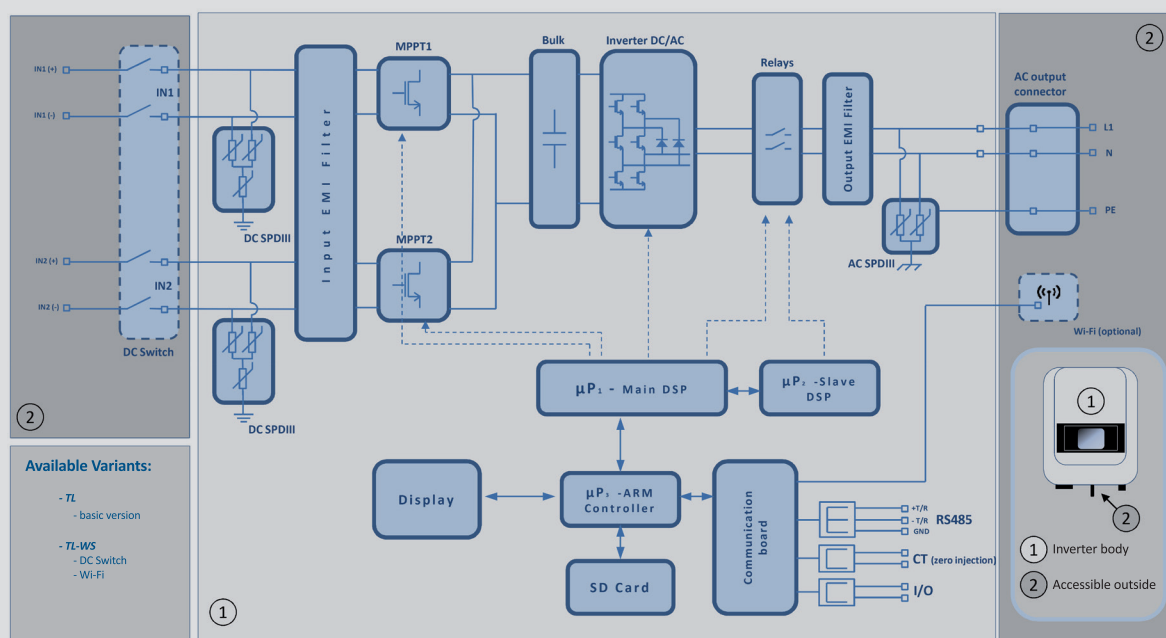 2
IN1 (+)
IN1 (-)
IN1
IN2 (+)
IN2 (-)
IN2
DC Switch
2
DC SPDIII
DC SPDIII
Input EMI Filter
MPPT1
MPPT2
Bulk
Inverter DC/AC
Relays
Output EMI Filter
AC SPDIII
2
AC output
connector
L1
N
PE
Wi-Fi (optional)
µP1 - Main DSP
µP2 -Slave
DSP
Display
µP3 -ARM
Controller
SD Card
Communication
board
+T/R
- T/R
GND
RS485
CT (zero injection)
I/O
1
Available Variants:
- TL
- basic version
- TL-WS
- DC Switch
- Wi-Fi
1
2
1 Inverter body
2 Accessible outside